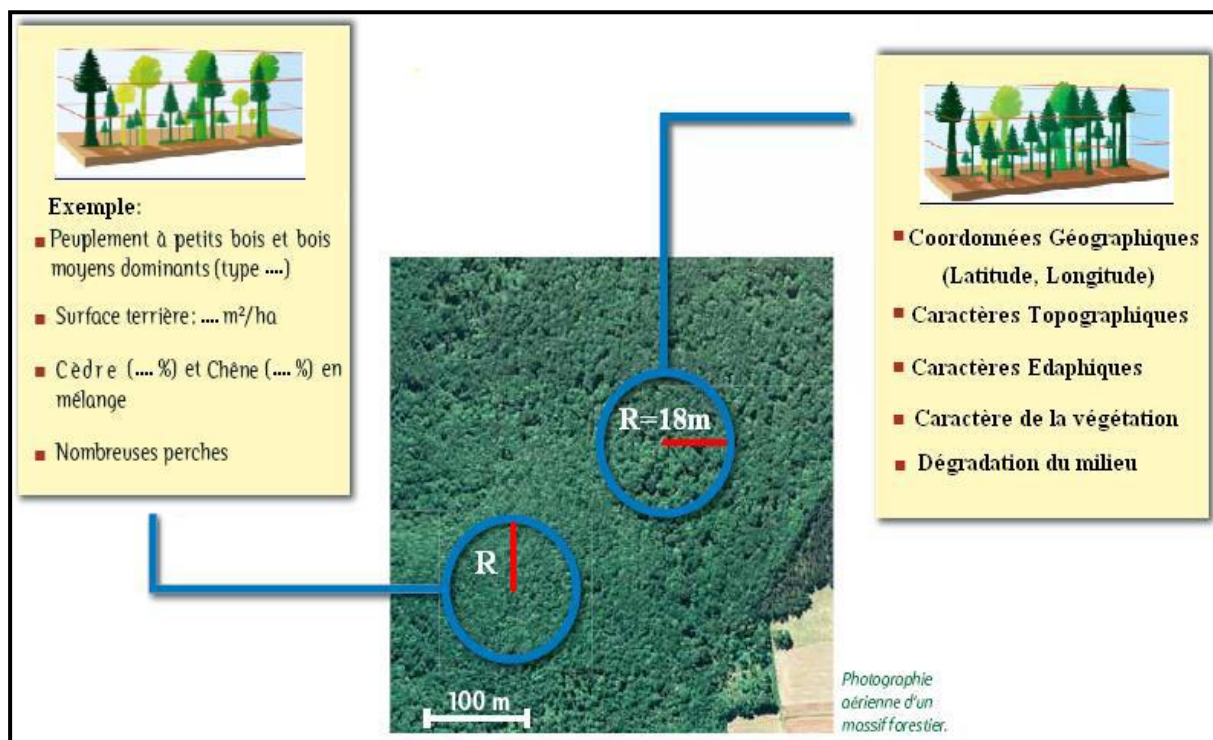 Exemple:
Peuplement à petits bois et bois
moyens dominants (type ....)
Surface terrière: .... m²/ha
Cèdre (.... %) et Chêne (.... %) en
mélange
Nombreuses perches
R=18m
R
100 m
Photographie
aérienne d'un
massif forestier.
Coordonnées Géographiques
(Latitude, Longitude)
Caractères Topographiques
Caractères Edaphiques
Caractère de la végétation
Dégradation du milieu